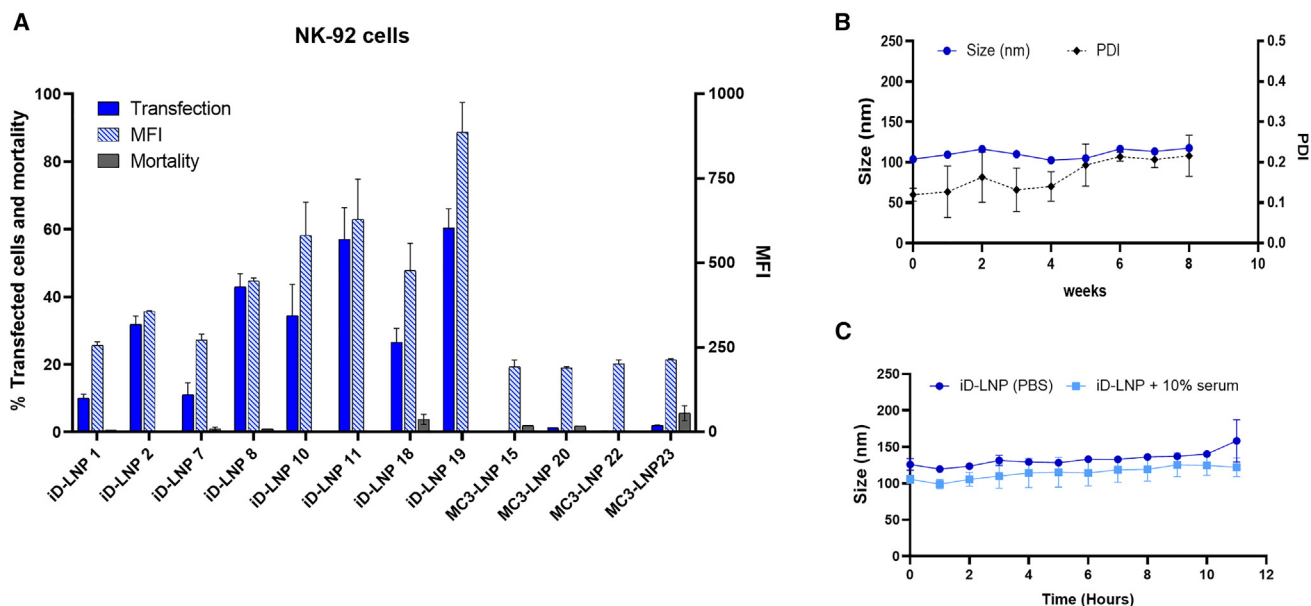 A
NK-92 cells
% Transfected cells and mortality
100
80
60
40
20
0
Transfection
MFI
Mortality
1000
750
500
250
0
MFI
iD-LNP 1
iD-LNP 2
iD-LNP 7
iD-LNP 8
iD-LNP 10
iD-LNP 11
iD-LNP 18
iD-LNP 19
MC3-LNP 15
MC3-LNP 20
MC3-LNP 22
MC3-LNP23
B
Size (nm)
250
200
150
100
50
0
Size (nm)
PDI
0.5
0.4
0.3
0.2
0.1
0.0
PDI
0
2
4
6
8
10
weeks
C
Size (nm)
250
200
150
100
50
0
iD-LNP (PBS)
iD-LNP + 10% serum
0
2
4
6
8
10
12
Time (Hours)